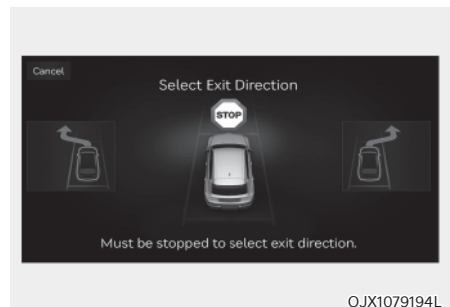 Cancel
Select Exit Direction
STOP
Must be stopped to select exit direction.
OJX1079194L